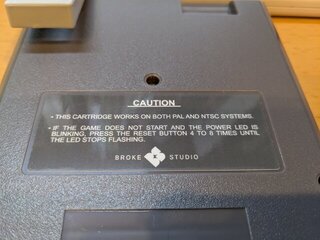 CAUTION
- THIS CARTRIDGE WORKS ON BOTH PAL AND NTSC SYSTEMS.
- IF THE GAME DOES NOT START AND THE POWER LED IS
BLINKING, PRESS THE RESET BUTTON 4 TO 8 TIMES UNTIL
THE LED STOPS FLASHING.
BROKE K STUDIO